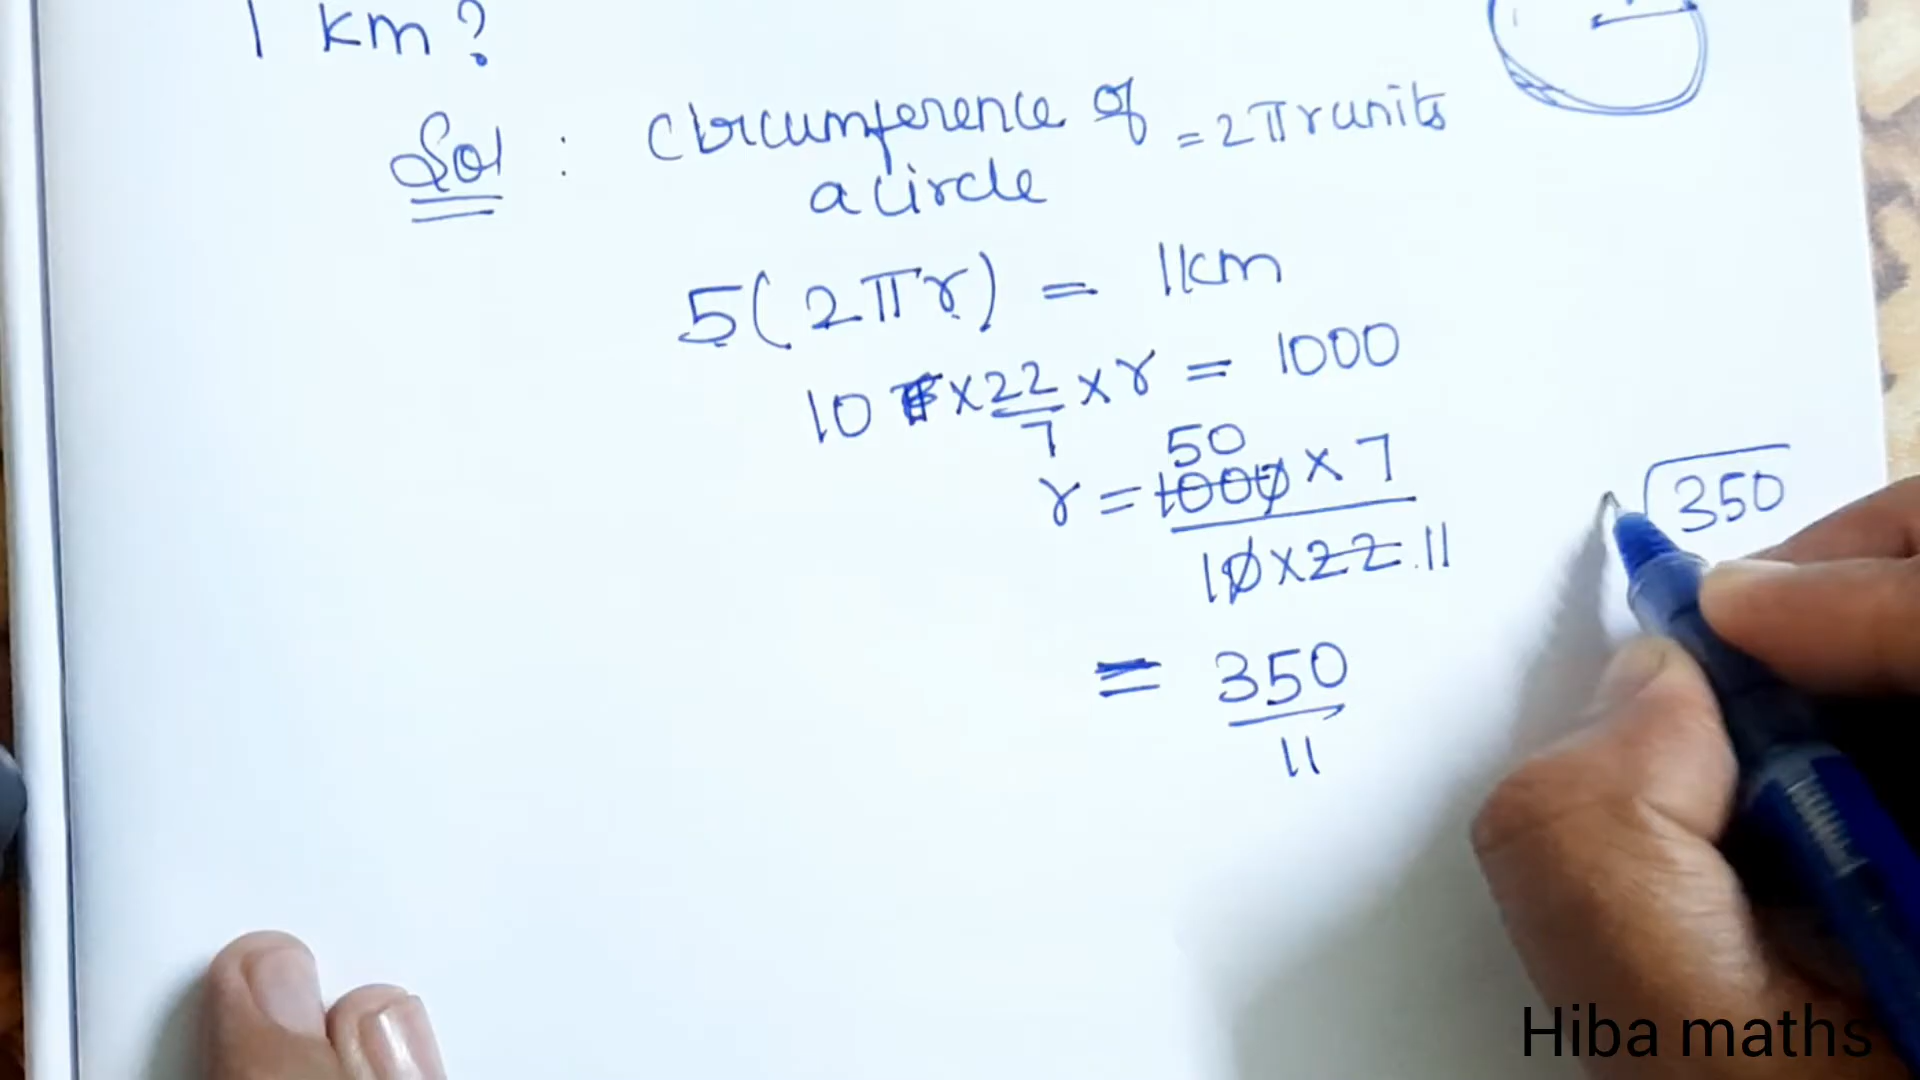 1 km?
Sol : Circumference of = 2πr units
a circle
5(2πr) = 1km
10 × 22/7 × r = 1000
50
r = 1000 × 7
10 × 22 11
= 350
11
350
Hiba maths